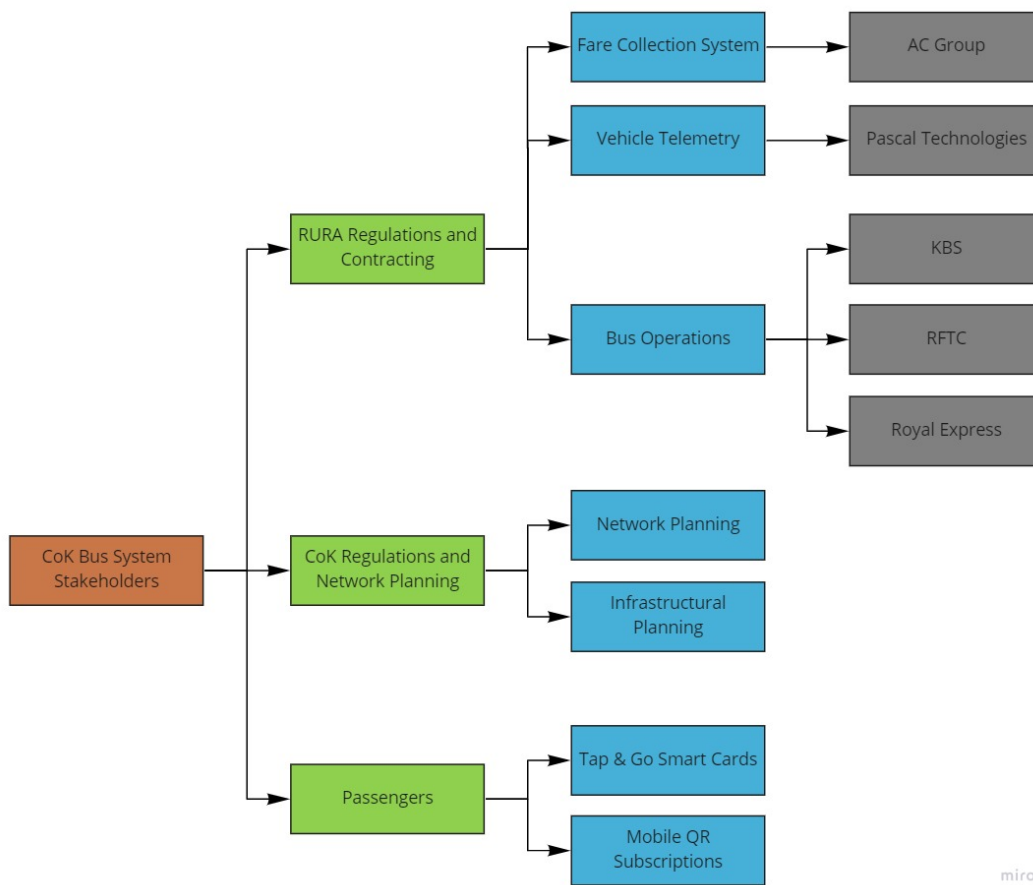 Fare Collection System
AC Group
Vehicle Telemetry
Pascal Technologies
RURA Regulations and
Contracting
KBS
Bus Operations
RFTC
Royal Express
Network Planning
CoK Bus System
Stakeholders
CoK Regulations and
Network Planning
Infrastructural
Planning
Tap & Go Smart Cards
Passengers
Mobile QR
Subscriptions